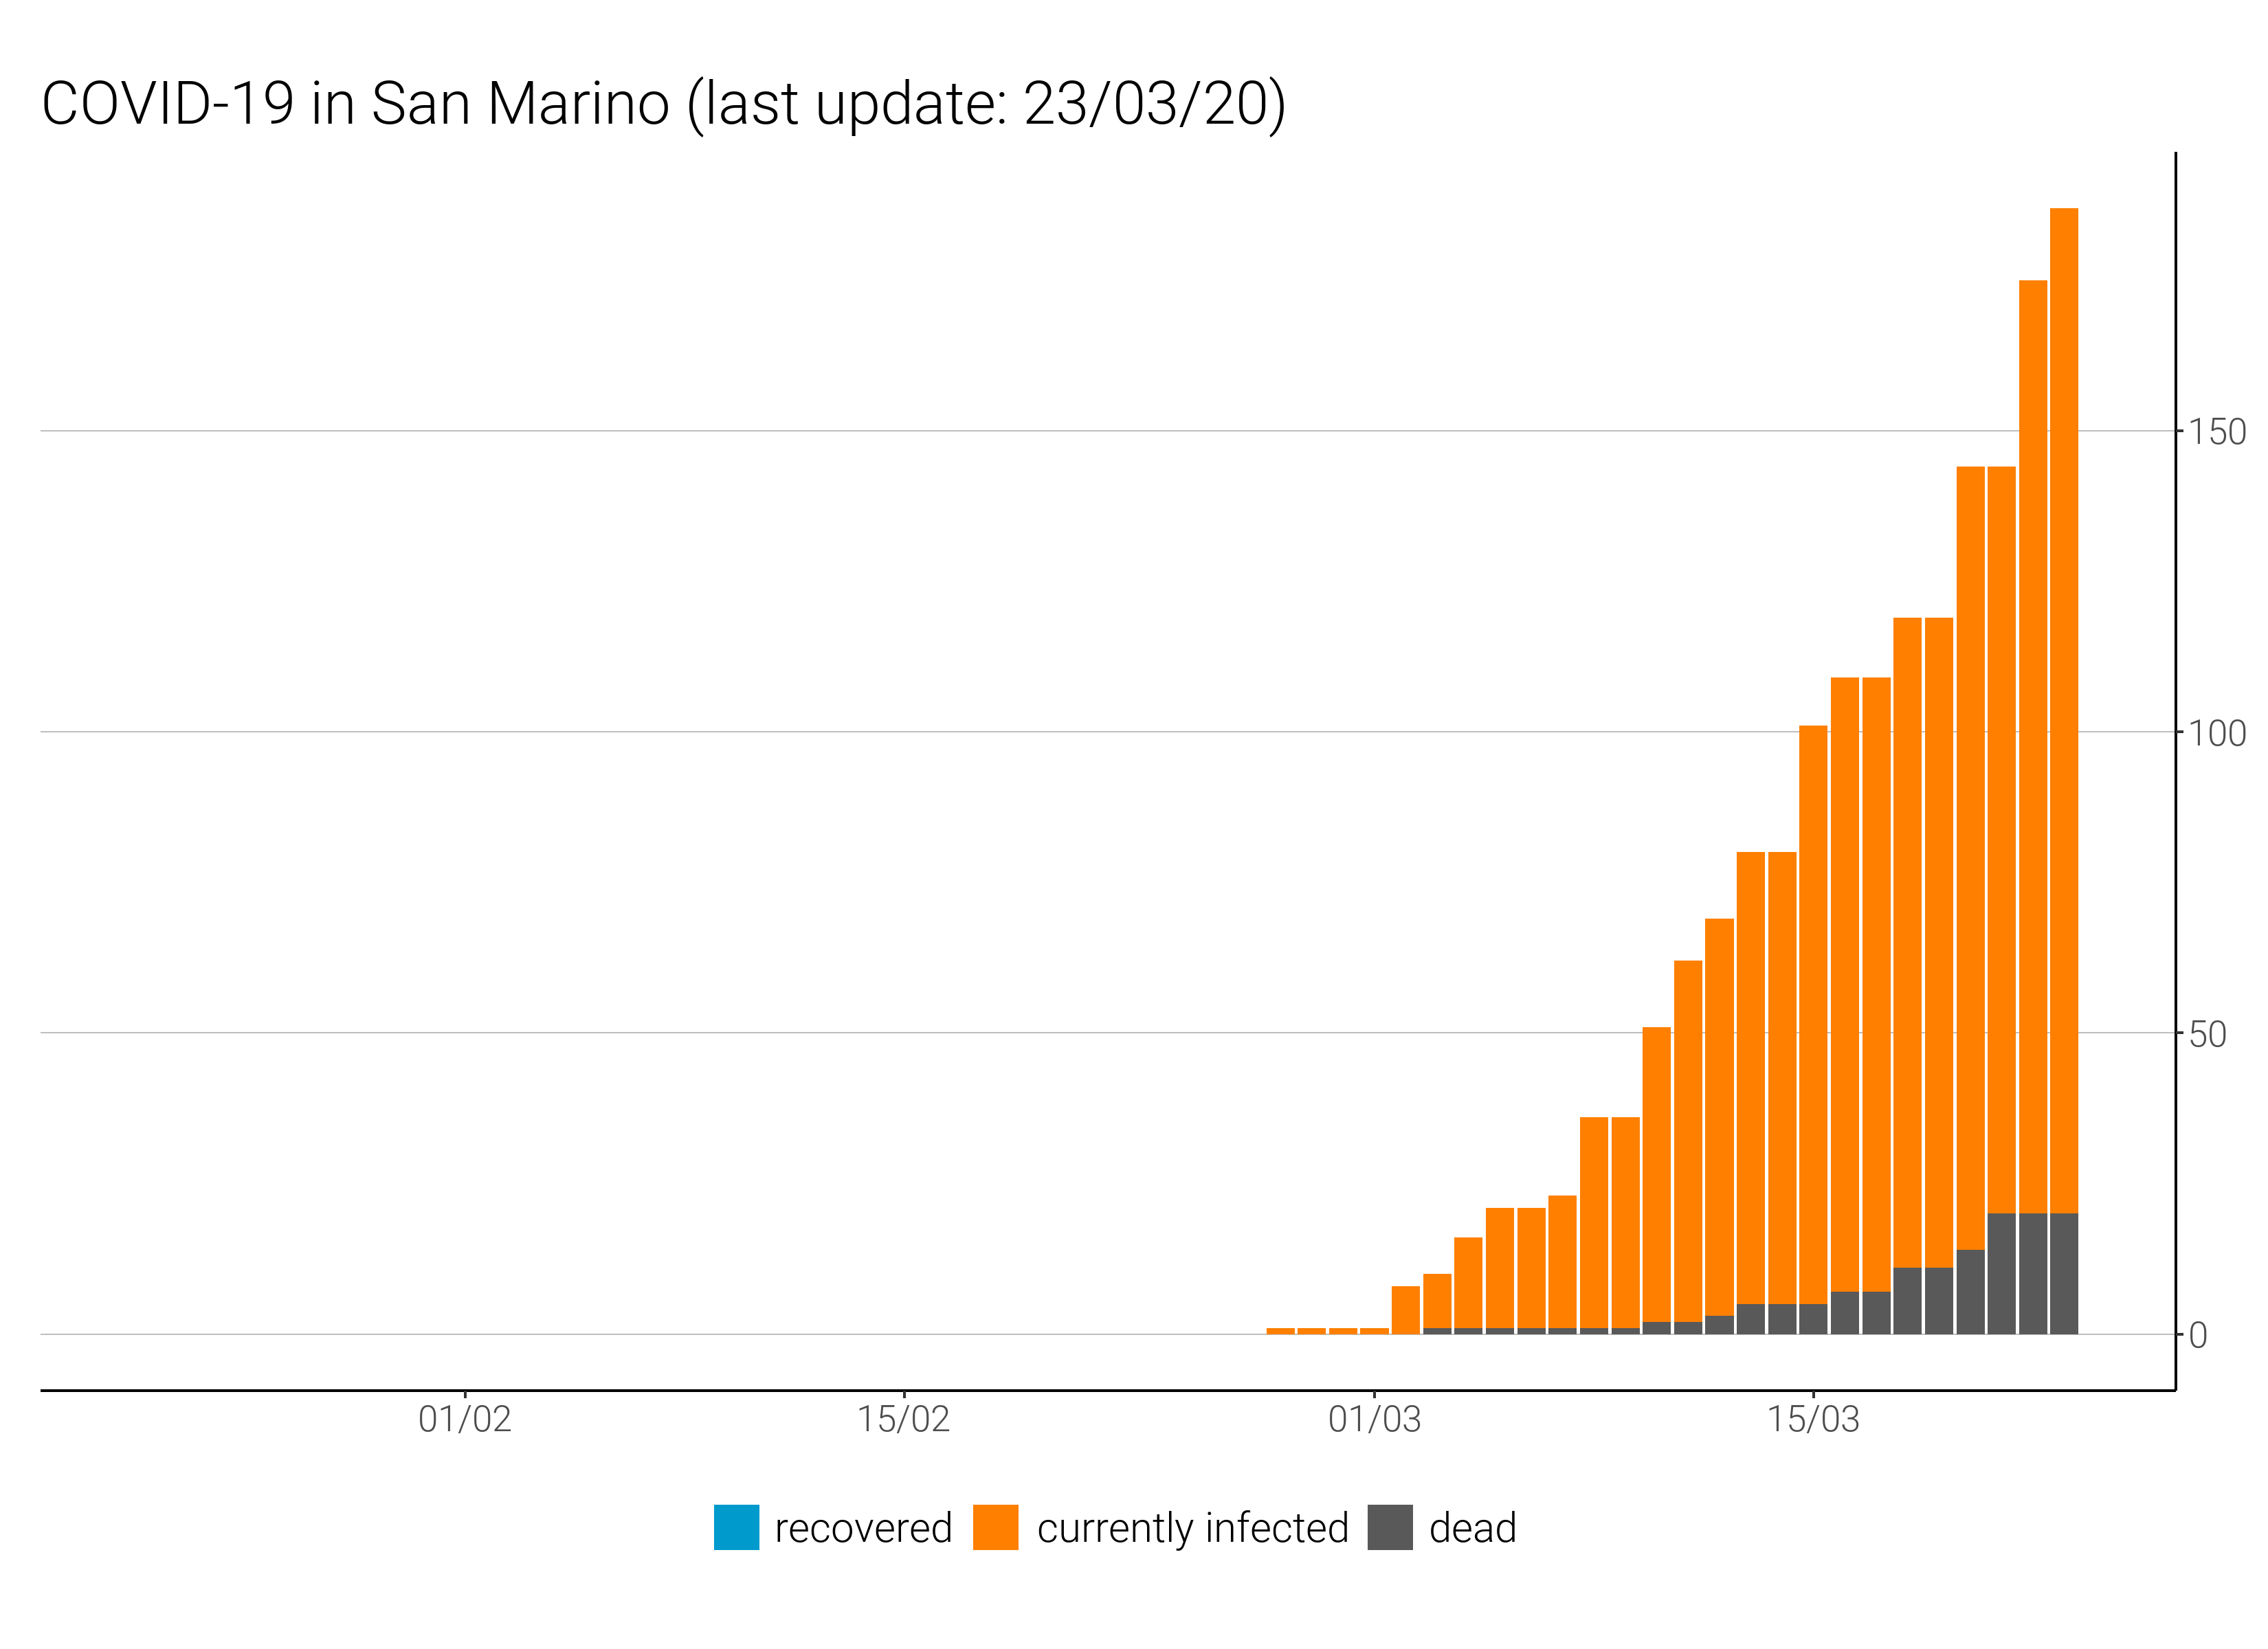 COVID-19 in San Marino (last update: 23/03/20)
150
100
50
0
01/02 15/02 01/03 15/03
recovered currently infected dead